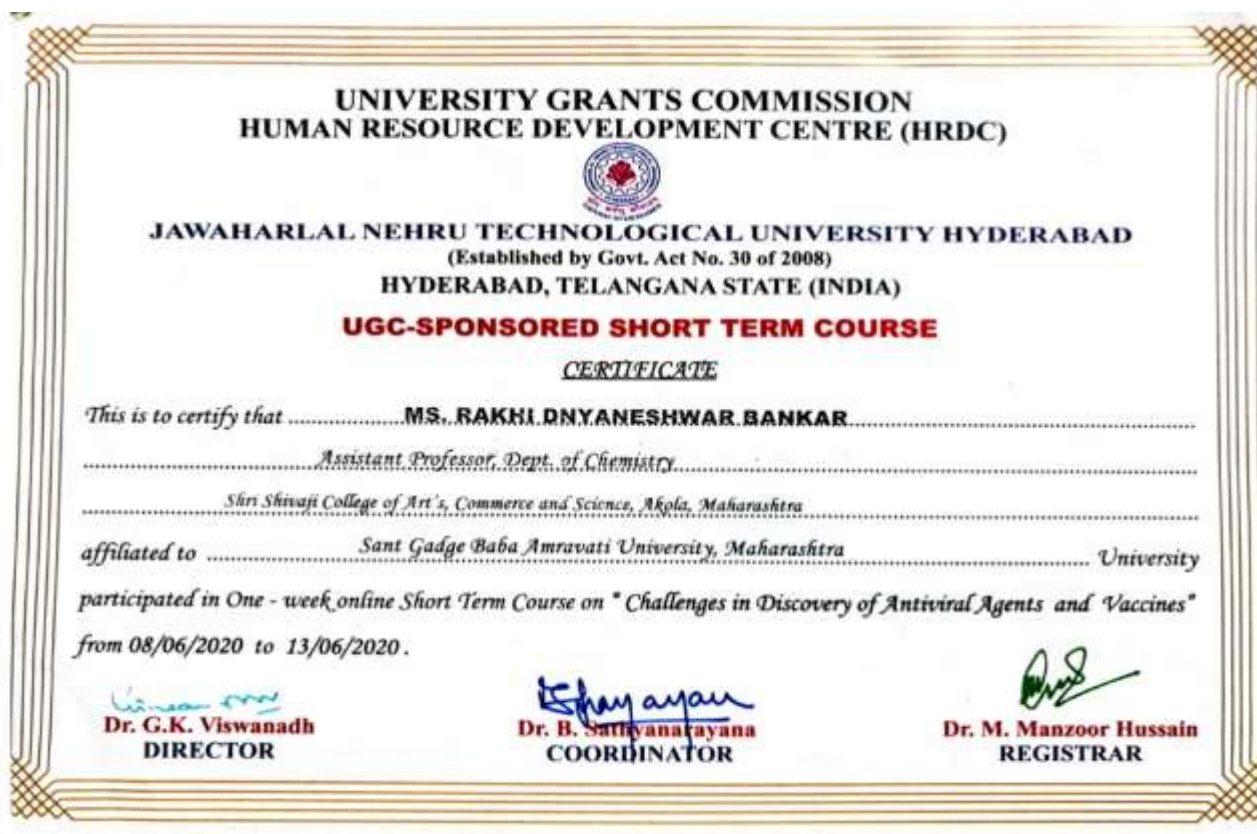 UNIVERSITY GRANTS COMMISSION
HUMAN RESOURCE DEVELOPMENT CENTRE (HRDC)
JAWAHARLAL NEHRU TECHNOLOGICAL UNIVERSITY HYDERABAD
(Established by Govt. Act No. 30 of 2008)
HYDERABAD, TELANGANA STATE (INDIA)
UGC-SPONSORED SHORT TERM COURSE
CERTIFICATE
This is to certify that MS. RAKHI DNYANESHWAR BANKAR
Assistant Professor, Dept. of Chemistry
Shri Shivaji College of Art's, Commerce and Science, Akola, Maharashtra
affiliated to Sant Gadge Baba Amravati University, Maharashtra University
participated in One - week online Short Term Course on " Challenges in Discovery of Antiviral Agents and Vaccines"
from 08/06/2020 to 13/06/2020.
Dr. G.K. Viswanadh Dr. B. Sathyanarayana Dr. M. Manzoor Hussain
DIRECTOR COORDINATOR REGISTRAR